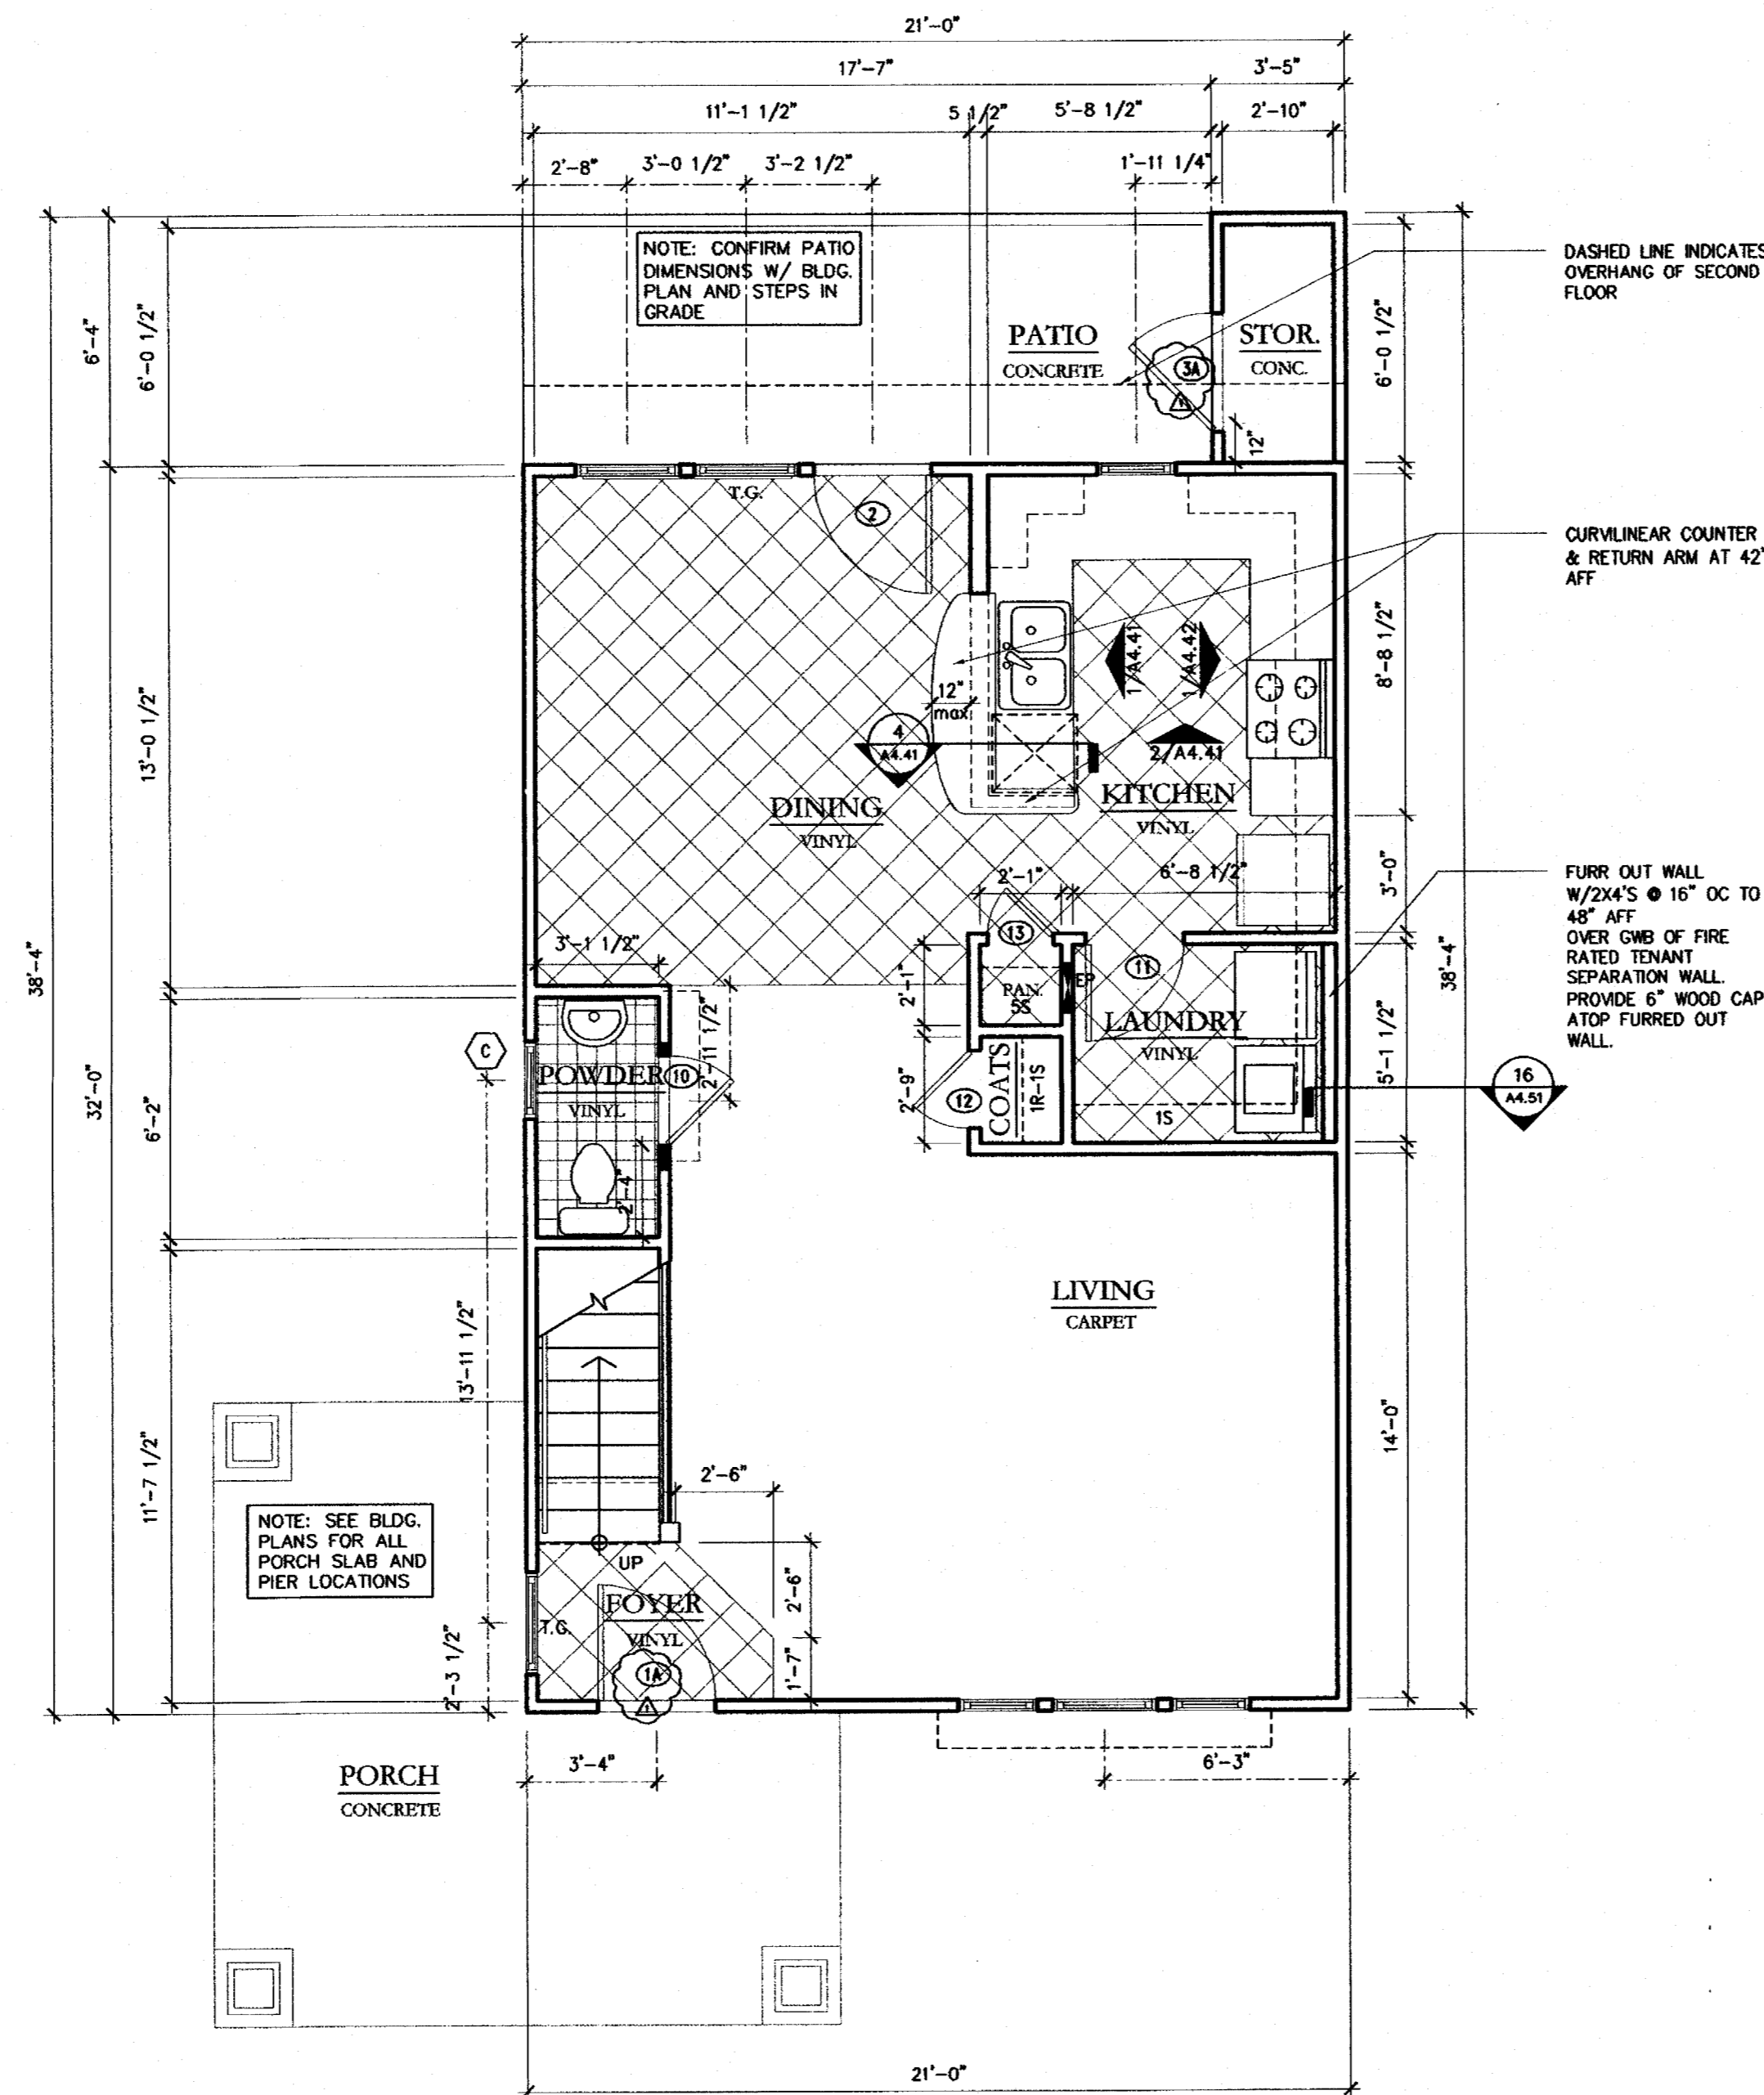 21'-0"
17'-7"
3'-5"
11'-1 1/2"
5 1/2"
5'-8 1/2"
2'-10"
2'-8"
3'-0 1/2"
3'-2 1/2"
1'-11 1/4"
NOTE: CONFIRM PATIO
DIMENSIONS W/ BLDG.
PLAN AND STEPS IN
GRADE
DASHED LINE INDICATES
OVERHANG OF SECOND
FLOOR
6'-4"
6'-0 1/2"
PATIO
CONCRETE
STOR.
CONC.
3A
12"
6'-0 1/2"
T.G.
2
CURVILINEAR COUNTER
& RETURN ARM AT 42"
AFF
13'-0 1/2"
8'-8 1/2"
1/A4.41
1/A4.42
2/A4.41
12"
max
4
A4.41
DINING
VINYL
KITCHEN
VINYL
3'-0"
2'-1"
6'-8 1/2"
FURR OUT WALL
W/2X4'S @ 16" OC TO
48" AFF
OVER GWB OF FIRE
RATED TENANT
SEPARATION WALL.
PROVIDE 6" WOOD CAP
ATOP FURRED OUT
WALL.
38'-4"
32'-0"
3'-1 1/2"
13
11
EP
PAN.
5S
2'-1"
2'-11 1/2"
38'-4"
LAUNDRY
VINYL
1S
5'-1 1/2"
C
POWDER
VINYL
10
6'-2"
2'-9"
12
COATS
1R-1S
16
A4.51
2'-4"
LIVING
CARPET
13'-11 1/2"
11'-7 1/2"
14'-0"
2'-6"
NOTE: SEE BLDG.
PLANS FOR ALL
PORCH SLAB AND
PIER LOCATIONS
UP
FOYER
VINYL
T.G.
1A
2'-6"
1'-7"
2'-3 1/2"
3'-4"
6'-3"
PORCH
CONCRETE
21'-0"